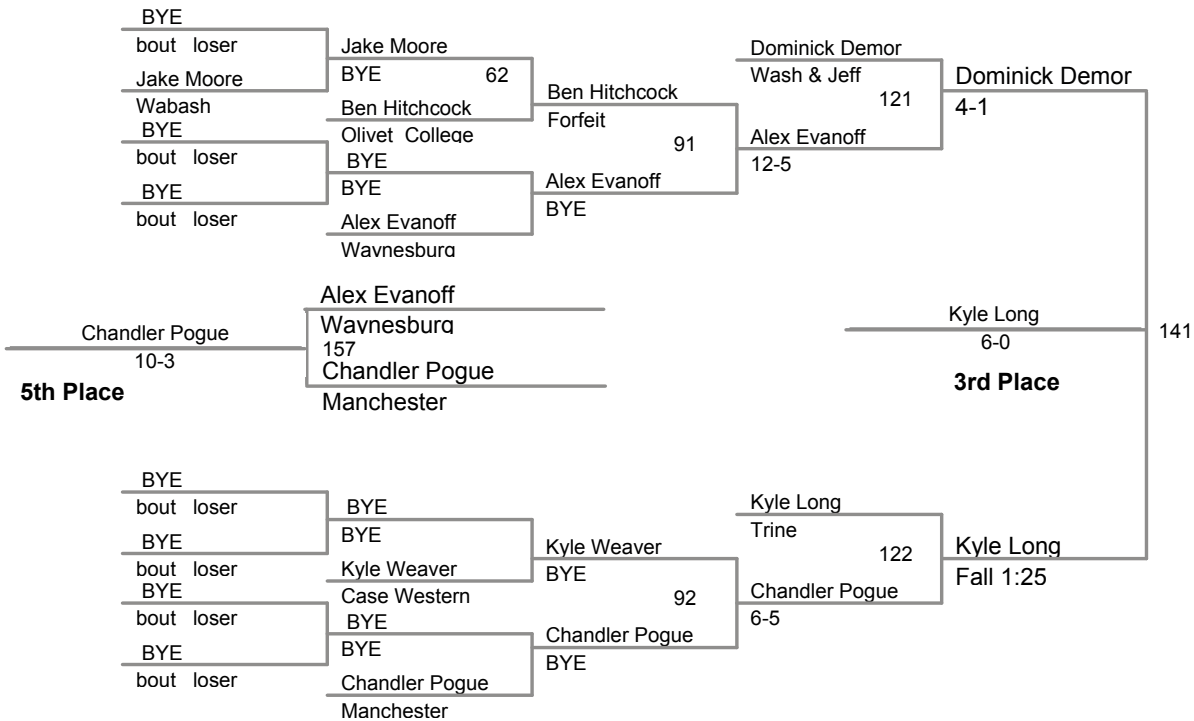 BYE
bout loser
Jake Moore
Wabash
BYE
bout loser
BYE
bout loser
Jake Moore
BYE 62
Ben Hitchcock
Olivet College
BYE
BYE
Alex Evanoff
Waynesburg
Ben Hitchcock
Forfeit
91
Alex Evanoff
BYE
Dominick Demor
Wash & Jeff
121
Alex Evanoff
12-5
Dominick Demor
4-1
Alex Evanoff
Waynesburg
157
Chandler Pogue
Manchester
Chandler Pogue
10-3
5th Place
Kyle Long
6-0
3rd Place
141
BYE
bout loser
BYE
bout loser
BYE
bout loser
BYE
bout loser
BYE
BYE
Kyle Weaver
Case Western
BYE
BYE
Chandler Pogue
Manchester
Kyle Weaver
BYE
92
Chandler Pogue
BYE
Kyle Long
Trine
122
Chandler Pogue
6-5
Kyle Long
Fall 1:25